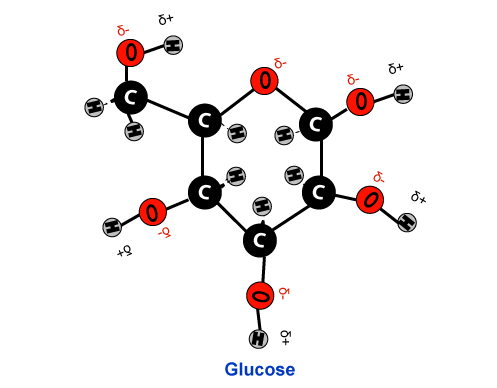 δ+
δ-
O H
δ- δ+
O δ-
C O H
H
C C
H H H
H H δ-
C C O δ+
O H
H δ- H
C
δ+
O δ-
H δ+
Glucose